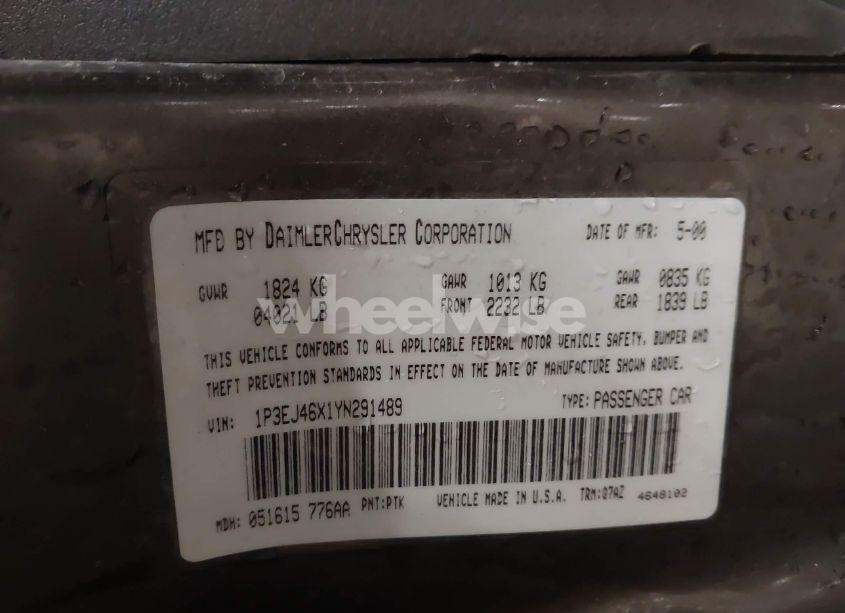 MFD BY DAIMLERCHRYSLER CORPORATION DATE OF MFR: 5-00
GVWR 1824 KG GAWR 1013 KG GAWR 0835 KG
04021 LB FRONT 2232 LB REAR 1839 LB
wheelwise
THIS VEHICLE CONFORMS TO ALL APPLICABLE FEDERAL MOTOR VEHICLE SAFETY, BUMPER AND
THEFT PREVENTION STANDARDS IN EFFECT ON THE DATE OF MANUFACTURE SHOWN ABOVE.
VIN: 1P3EJ46X1YN291489 TYPE: PASSENGER CAR
MDH: 051615 776AA PNT:PTK VEHICLE MADE IN U.S.A. TRM:Q7AZ 4648102